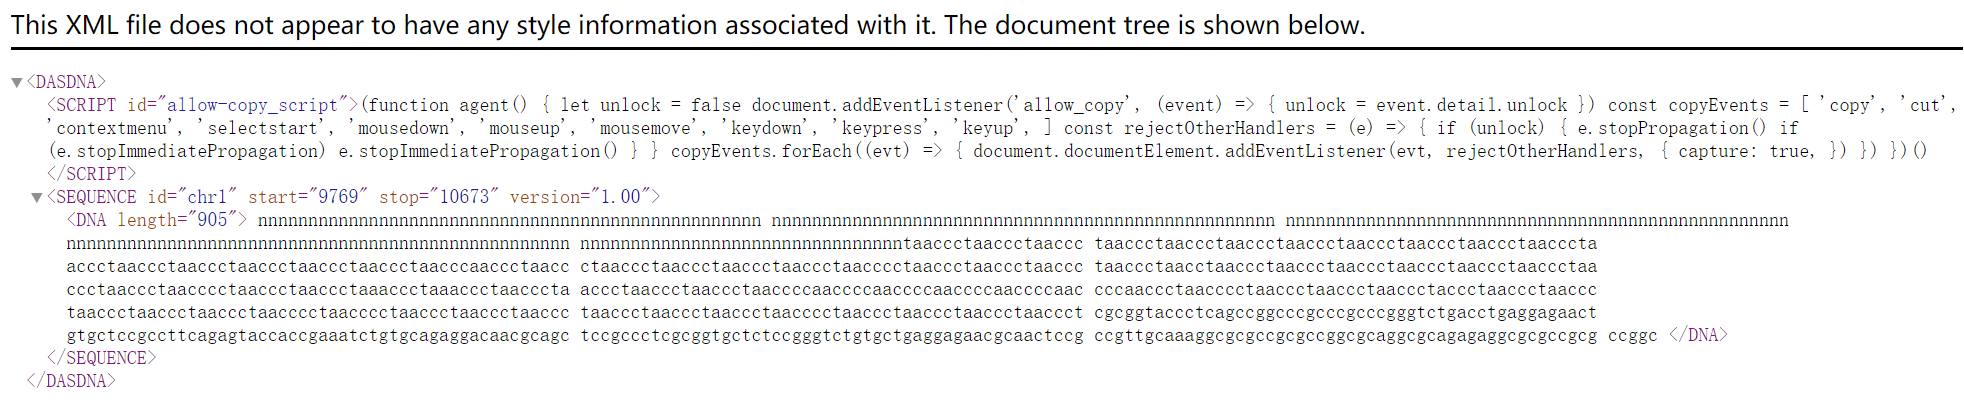 This XML file does not appear to have any style information associated with it. The document tree is shown below.
▼<DASDNA>
<SCRIPT id="allow-copy_script">(function agent() { let unlock = false document.addEventListener('allow_copy', (event) => { unlock = event.detail.unlock }) const copyEvents = [ 'copy', 'cut',
'contextmenu', 'selectstart', 'mousedown', 'mouseup', 'mousemove', 'keydown', 'keypress', 'keyup', ] const rejectOtherHandlers = (e) => { if (unlock) { e.stopPropagation() if
(e.stopImmediatePropagation) e.stopImmediatePropagation() } } copyEvents.forEach((evt) => { document.documentElement.addEventListener(evt, rejectOtherHandlers, { capture: true, }) }) })()
</SCRIPT>
▼<SEQUENCE id="chr1" start="9769" stop="10673" version="1.00">
<DNA length="905"> nnnnnnnnnnnnnnnnnnnnnnnnnnnnnnnnnnnnnnnnnnnnnnnnnn nnnnnnnnnnnnnnnnnnnnnnnnnnnnnnnnnnnnnnnnnnnnnnnnnn nnnnnnnnnnnnnnnnnnnnnnnnnnnnnnnnnnnnnnnnnnnnnnnnnn
nnnnnnnnnnnnnnnnnnnnnnnnnnnnnnnnnnnnnnnnnnnnnnnnnn nnnnnnnnnnnnnnnnnnnnnnnnnnnnnnnntaaccctaaccctaaccc taaccctaaccctaaccctaaccctaaccctaaccctaaccctaacccta
accctaaccctaaccctaaccctaaccctaaccctaacccaaccctaacc ctaaccctaaccctaaccctaaccctaacccctaaccctaaccctaaccc taaccctaacctaaccctaaccctaaccctaaccctaaccctaaccctaa
ccctaaccctaacccctaaccctaaccctaaaccctaaaccctaacccta accctaaccctaaccctaaccccaaccccaaccccaaccccaaccccaac cccaaccctaacccctaaccctaaccctaaccctaccctaaccctaaccc
taaccctaaccctaaccctaacccctaacccctaaccctaaccctaaccc taaccctaaccctaaccctaacccctaaccctaaccctaaccctaaccct cgcggtaccctcagccggcccgcccgcccgggtctgacctgaggagaact
gtgctccgccttcagagtaccaccgaaatctgtgcagaggacaacgcagc tccgccctcgcggtgctctccgggtctgtgctgaggagaacgcaactccg ccgttgcaaaggcgcgccgcgccggcgcaggcgcagagaggcgcgccgcg ccggc </DNA>
</SEQUENCE>
</DASDNA>